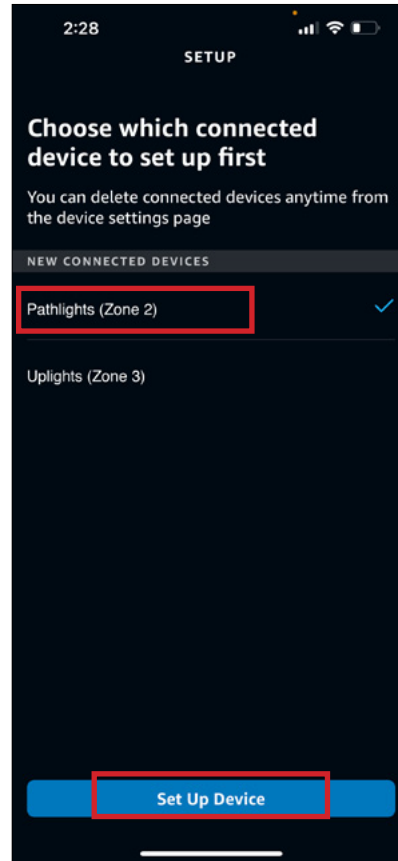 2:28
SETUP
Choose which connected
device to set up first
You can delete connected devices anytime from
the device settings page
NEW CONNECTED DEVICES
Pathlights (Zone 2)
Uplights (Zone 3)
Set Up Device